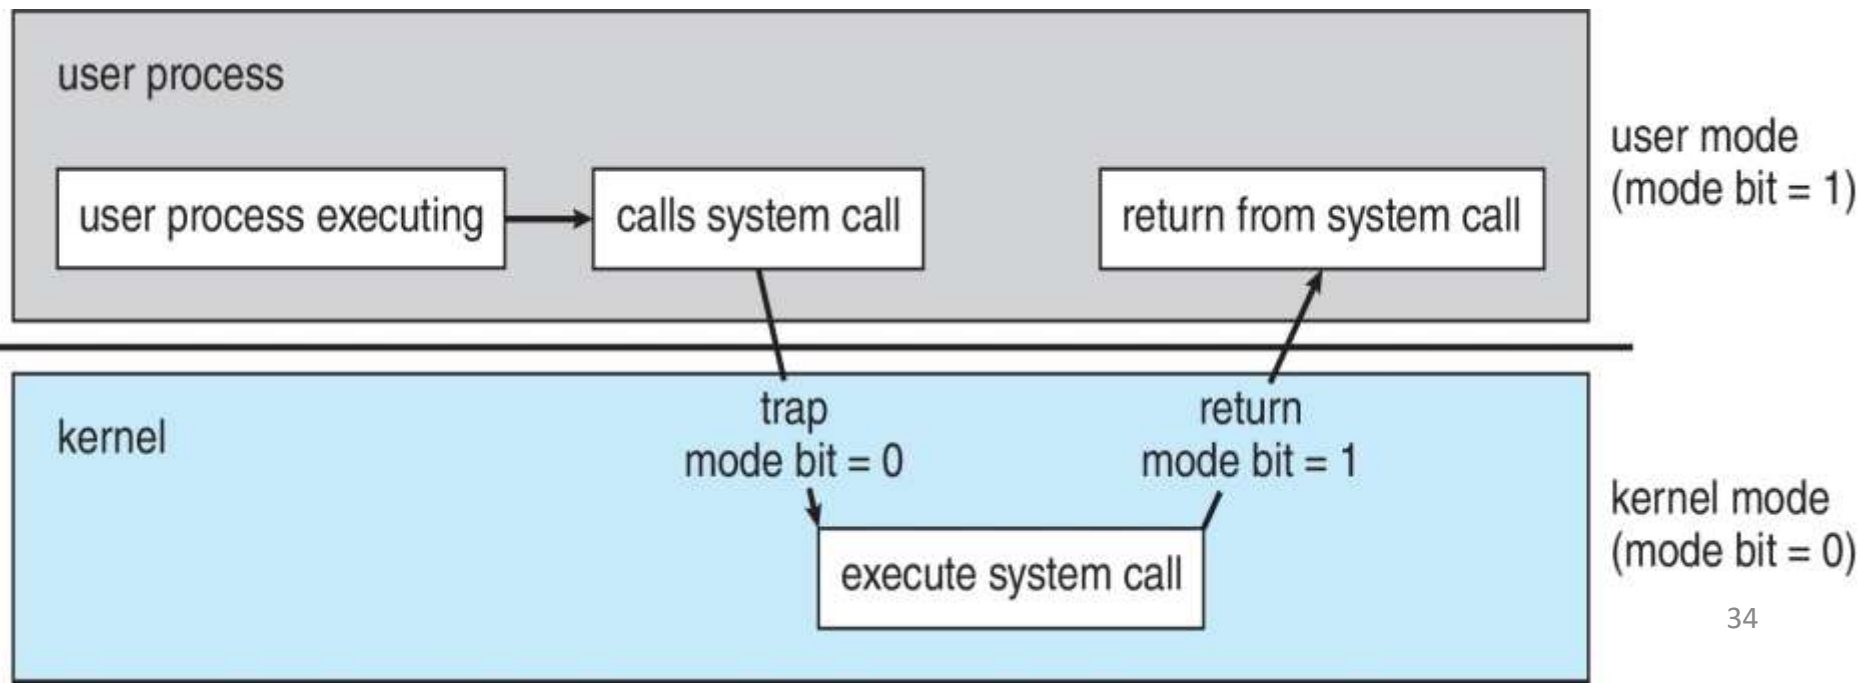 user process
user process executing
calls system call
return from system call
user mode
(mode bit = 1)
kernel
trap
mode bit = 0
return
mode bit = 1
execute system call
kernel mode
(mode bit = 0)
34